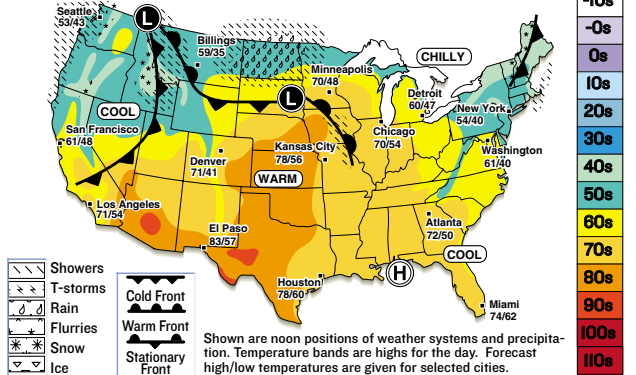 Seattle
53/43
L
Billings
59/35
Minneapolis
70/48
CHILLY
Detroit
60/47
New York
54/40
L
COOL
San Francisco
61/48
Denver
71/41
Kansas City
78/56
Chicago
70/54
Washington
61/40
WARM
Los Angeles
71/54
El Paso
83/57
Atlanta
72/50
COOL
H
Houston
78/60
Miami
74/62
Showers
T-storms
Rain
Flurries
Snow
Ice
Cold Front
Warm Front
Stationary
Front
Shown are noon positions of weather systems and precipita-
tion. Temperature bands are highs for the day. Forecast
high/low temperatures are given for selected cities.
-10s
-0s
0s
10s
20s
30s
40s
50s
60s
70s
80s
90s
100s
110s